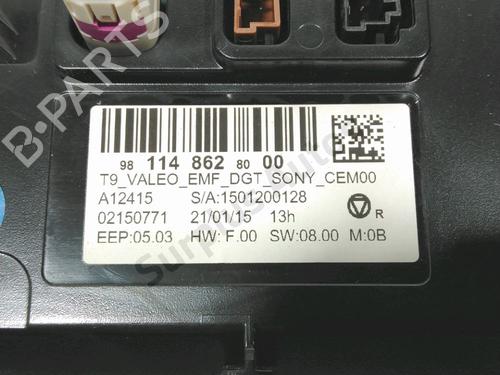 B-PARTS
98 114 862 80 00
T9_VALEO_EMF_DGT_SONY_CEM00
A12415 S/A:1501200128
02150771 21/01/15 13h
R
EEP:05.03 HW:F.00 SW:08.00 M:0B